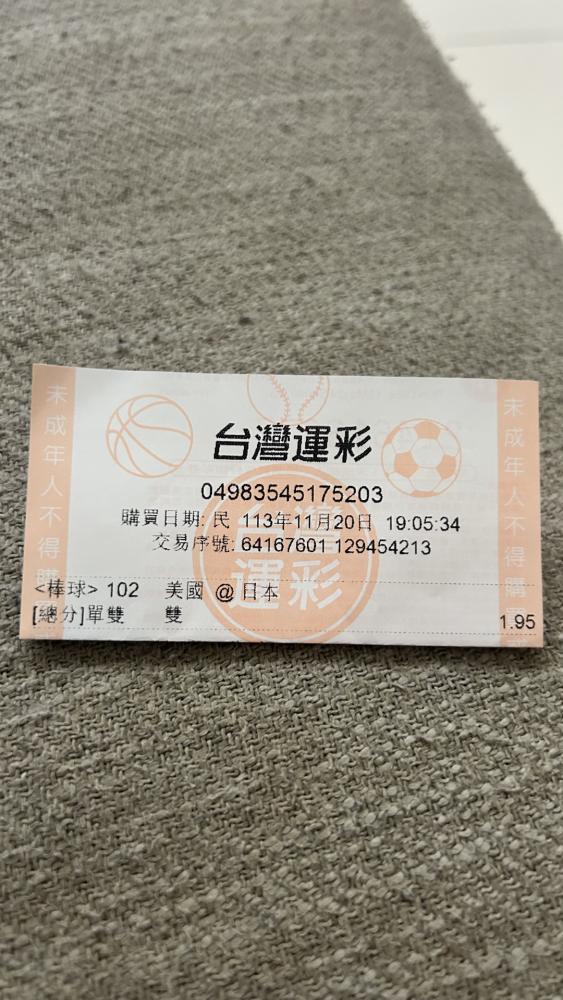 台灣運彩
04983545175203
購買日期: 民 113年11月20日 19:05:34
交易序號: 64167601 129454213
<棒球> 102 美國 @ 日本
[總分]單雙 雙 1.95
未成年人不得購
未成年人不得購
運彩